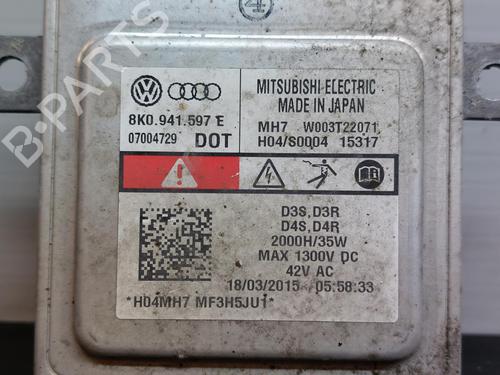 4
8K0.941.597 E
07004729 DOT
MITSUBISHI ELECTRIC
MADE IN JAPAN
MH7 W003T22071
H04/S0004 15317
D3S,D3R
D4S,D4R
2000H/35W
MAX 1300V DC
42V AC
18/03/2015 05:58:33
*H04MH7 MF3H5JU1*
B-PARTS